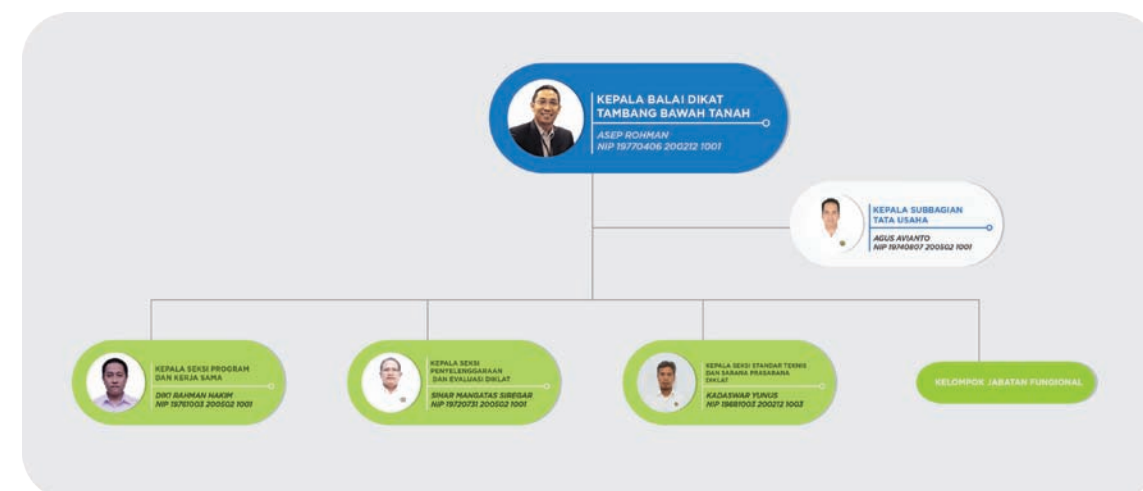 KEPALA BALAI DIKAT
TAMBANG BAWAH TANAH
ASEP ROHMAN
NIP 19770406 200212 1001
KEPALA SUBBAGIAN
TATA USAHA
AGUS AVIANTO
NIP 19740807 200502 1001
KEPALA SEKSI PROGRAM
DAN KERJA SAMA
DIKI RAHMAN HAKIM
NIP 19761003 200502 1001
KEPALA SEKSI
PENYELENGGARAAN
DAN EVALUASI DIKLAT
SIHAR MANGATAS SIREGAR
NIP 19720731 200502 1001
KEPALA SEKSI STANDAR TEKNIS
DAN SARANA PRASARANA
DIKLAT
KADASWAR YUNUS
NIP 19681003 200212 1003
KELOMPOK JABATAN FUNGSIONAL